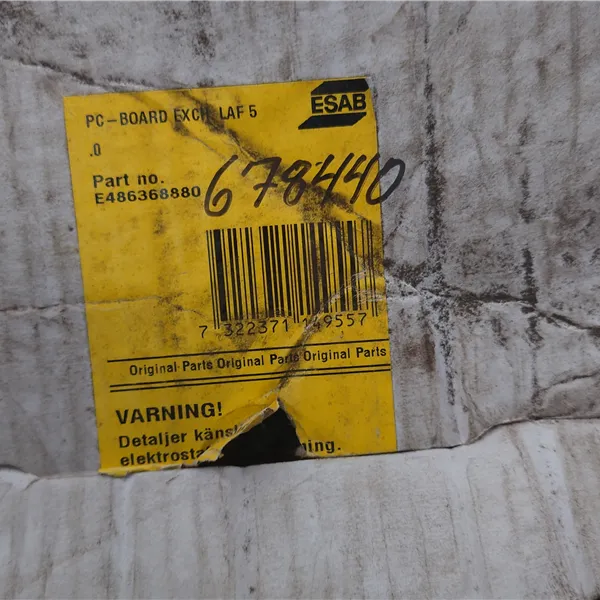 PC-BOARD EXCH LAF 5
.0
ESAB
Part no.
E486368880
678440
7 322371 149557
Original Parts Original Parts Original Parts
VARNING!
Detaljer